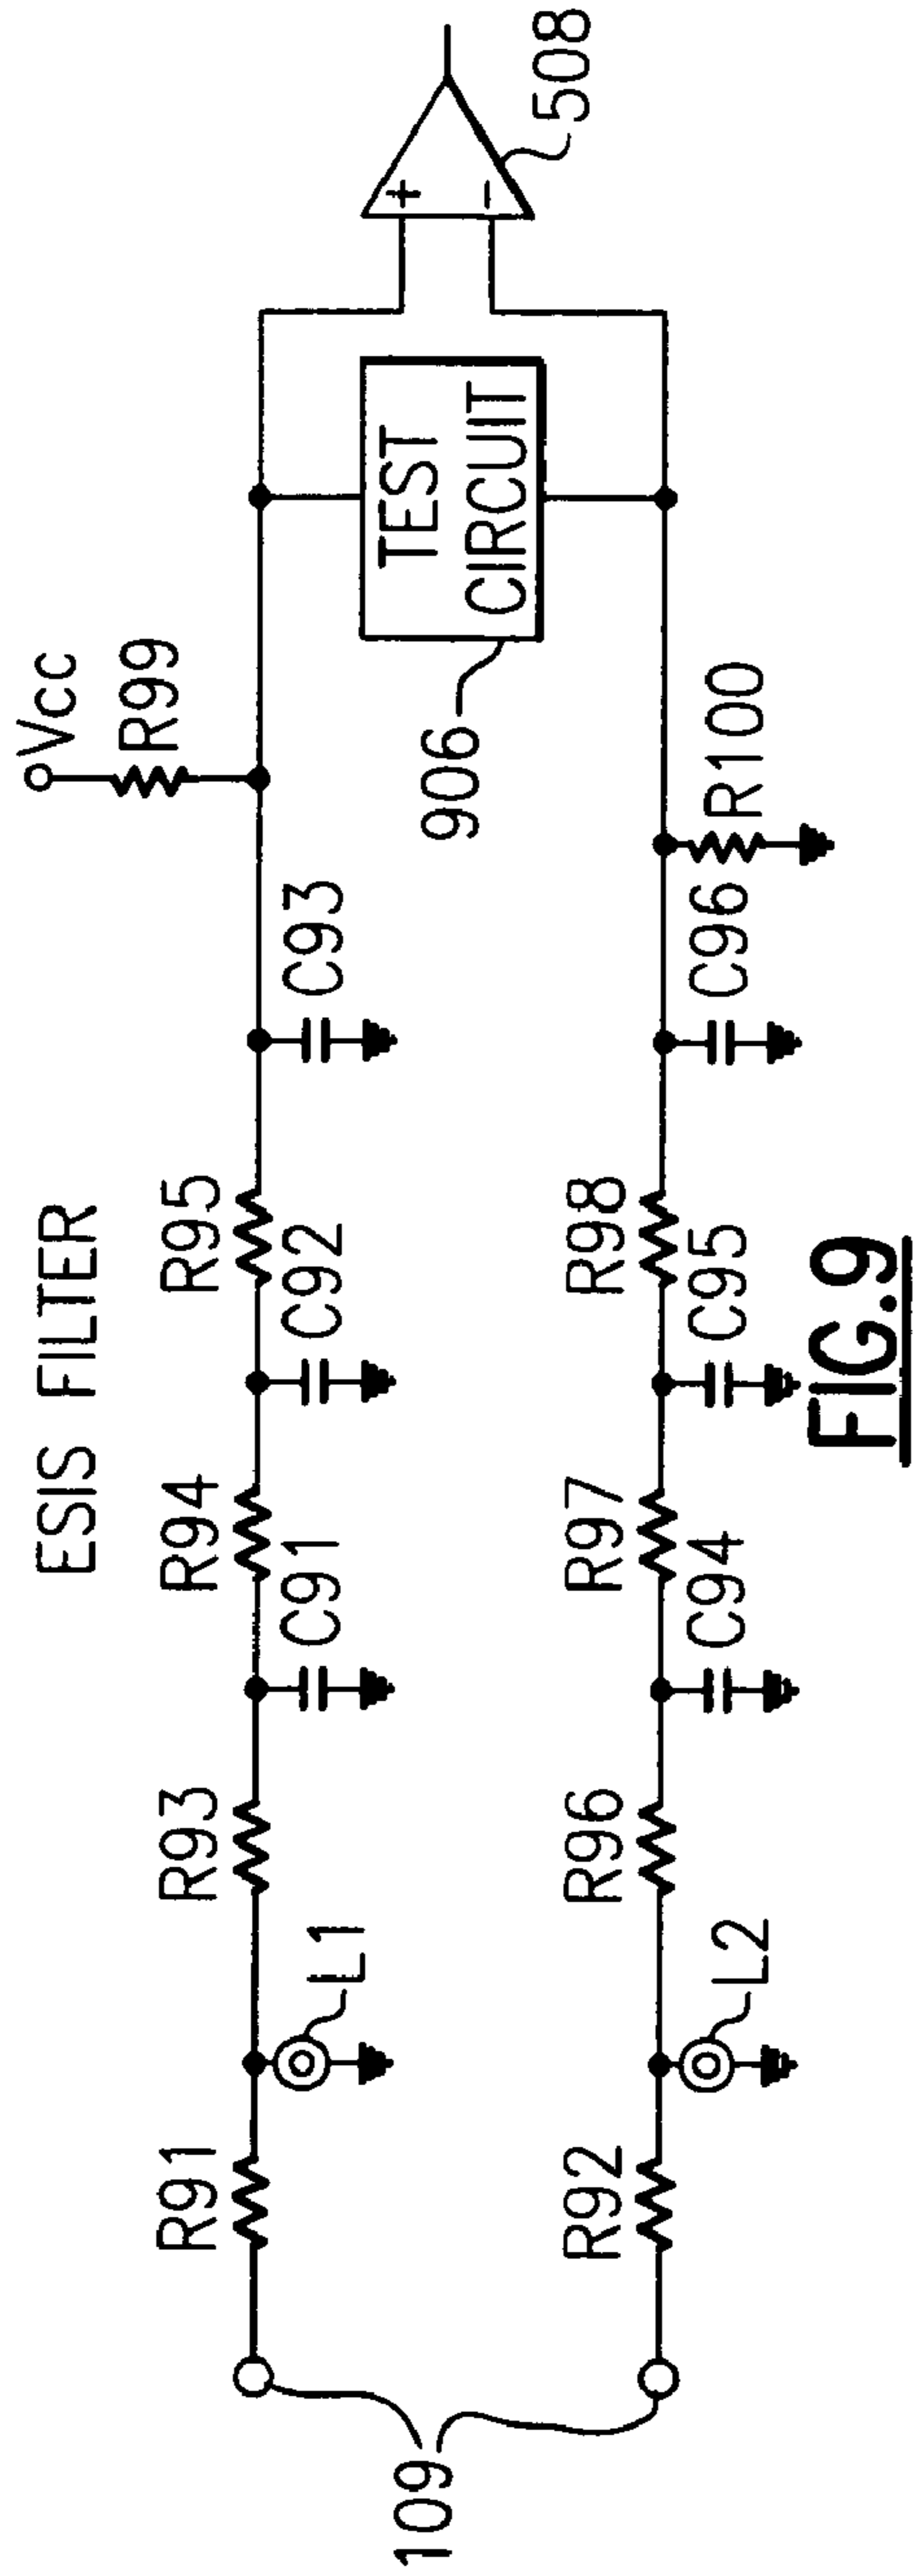 ESIS FILTER
Vcc
R99
R91
L1
R93
C91
R94
C92
R95
C93
109
906
TEST
CIRCUIT
508
+
−
R92
L2
R96
C94
R97
C95
R98
C96
R100
FIG.9